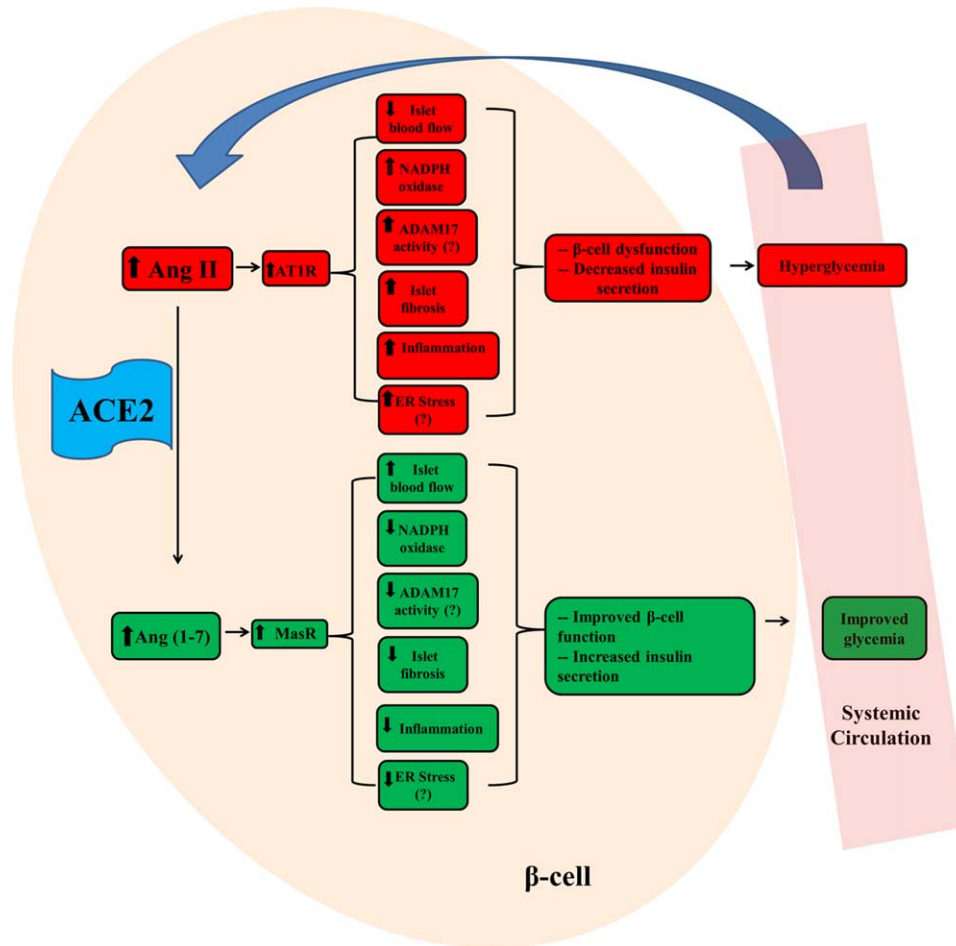 ↓ Islet
blood flow
↑ NADPH
oxidase
↑ ADAM17
activity (?)
↑ Islet
fibrosis
↑ Inflammation
↑ ER Stress
(?)
↑ Ang II
↑AT1R
-- β-cell dysfunction
-- Decreased insulin
secretion
Hyperglycemia
ACE2
↑ Islet
blood flow
↓ NADPH
oxidase
↓ ADAM17
activity (?)
↓ Islet
fibrosis
↓ Inflammation
↓ ER Stress
(?)
↑ Ang (1-7)
↑ MasR
-- Improved β-cell
function
-- Increased insulin
secretion
Improved
glycemia
Systemic
Circulation
β-cell